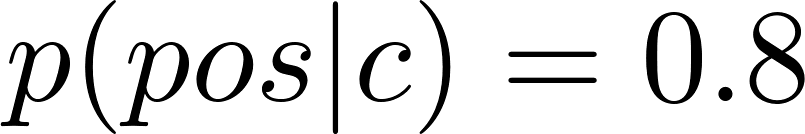 p(pos|c) = 0.8